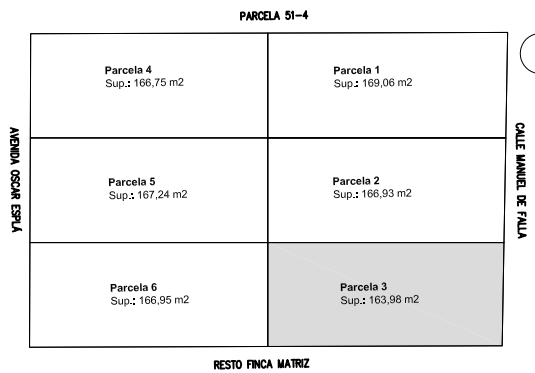 PARCELA 51-4
Parcela 4
Sup.: 166,75 m2
Parcela 1
Sup.: 169,06 m2
AVENIDA OSCAR ESPLÁ
Parcela 5
Sup.: 167,24 m2
Parcela 2
Sup.: 166,93 m2
CALLE MANUEL DE FALLA
Parcela 6
Sup.: 166,95 m2
Parcela 3
Sup.: 163,98 m2
RESTO FINCA MATRIZ